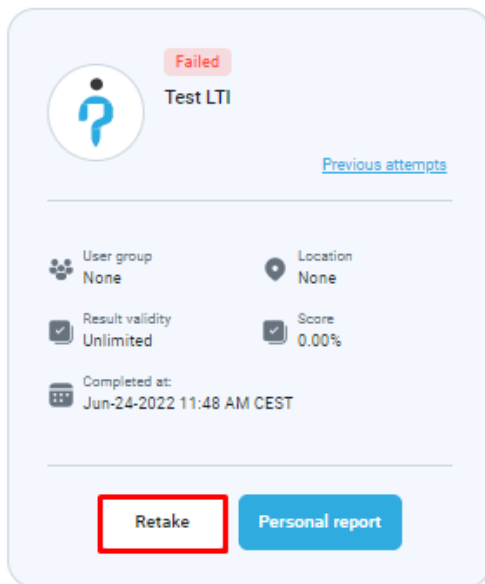 Failed
Test LTI
Previous attempts
User group
None
Location
None
Result validity
Unlimited
Score
0.00%
Completed at:
Jun-24-2022 11:48 AM CEST
Retake
Personal report